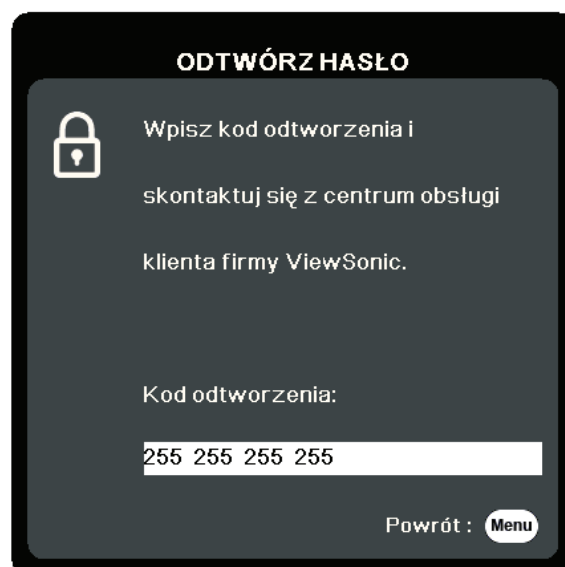 ODTWÓRZ HASŁO
Wpisz kod odtworzenia i
skontaktuj się z centrum obsługi
klienta firmy ViewSonic.
Kod odtworzenia:
255 255 255 255
Powrót : Menu